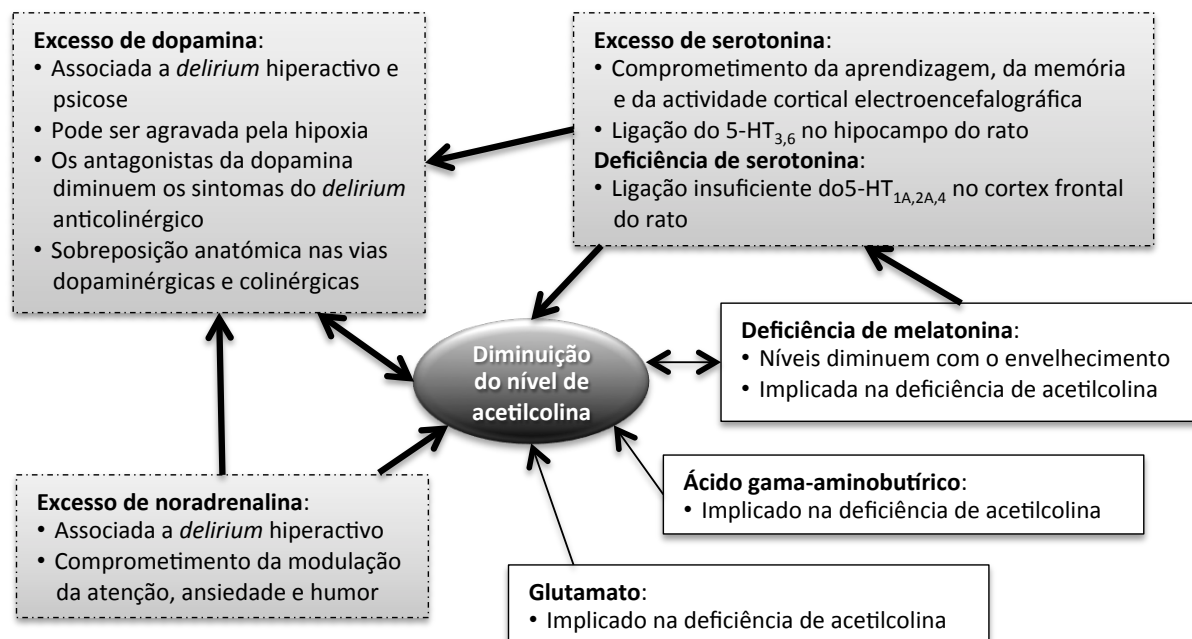 Excesso de dopamina:
• Associada a delirium hiperactivo e
psicose
• Pode ser agravada pela hipoxia
• Os antagonistas da dopamina
diminuem os sintomas do delirium
anticolinérgico
• Sobreposição anatómica nas vias
dopaminérgicas e colinérgicas
Excesso de serotonina:
• Comprometimento da aprendizagem, da memória
e da actividade cortical electroencefalográfica
• Ligação do 5-HT3,6 no hipocampo do rato
Deficiência de serotonina:
• Ligação insuficiente do5-HT1A,2A,4 no cortex frontal
do rato
Diminuição
do nível de
acetilcolina
Deficiência de melatonina:
• Níveis diminuem com o envelhecimento
• Implicada na deficiência de acetilcolina
Ácido gama-aminobutírico:
• Implicado na deficiência de acetilcolina
Excesso de noradrenalina:
• Associada a delirium hiperactivo
• Comprometimento da modulação
da atenção, ansiedade e humor
Glutamato:
• Implicado na deficiência de acetilcolina